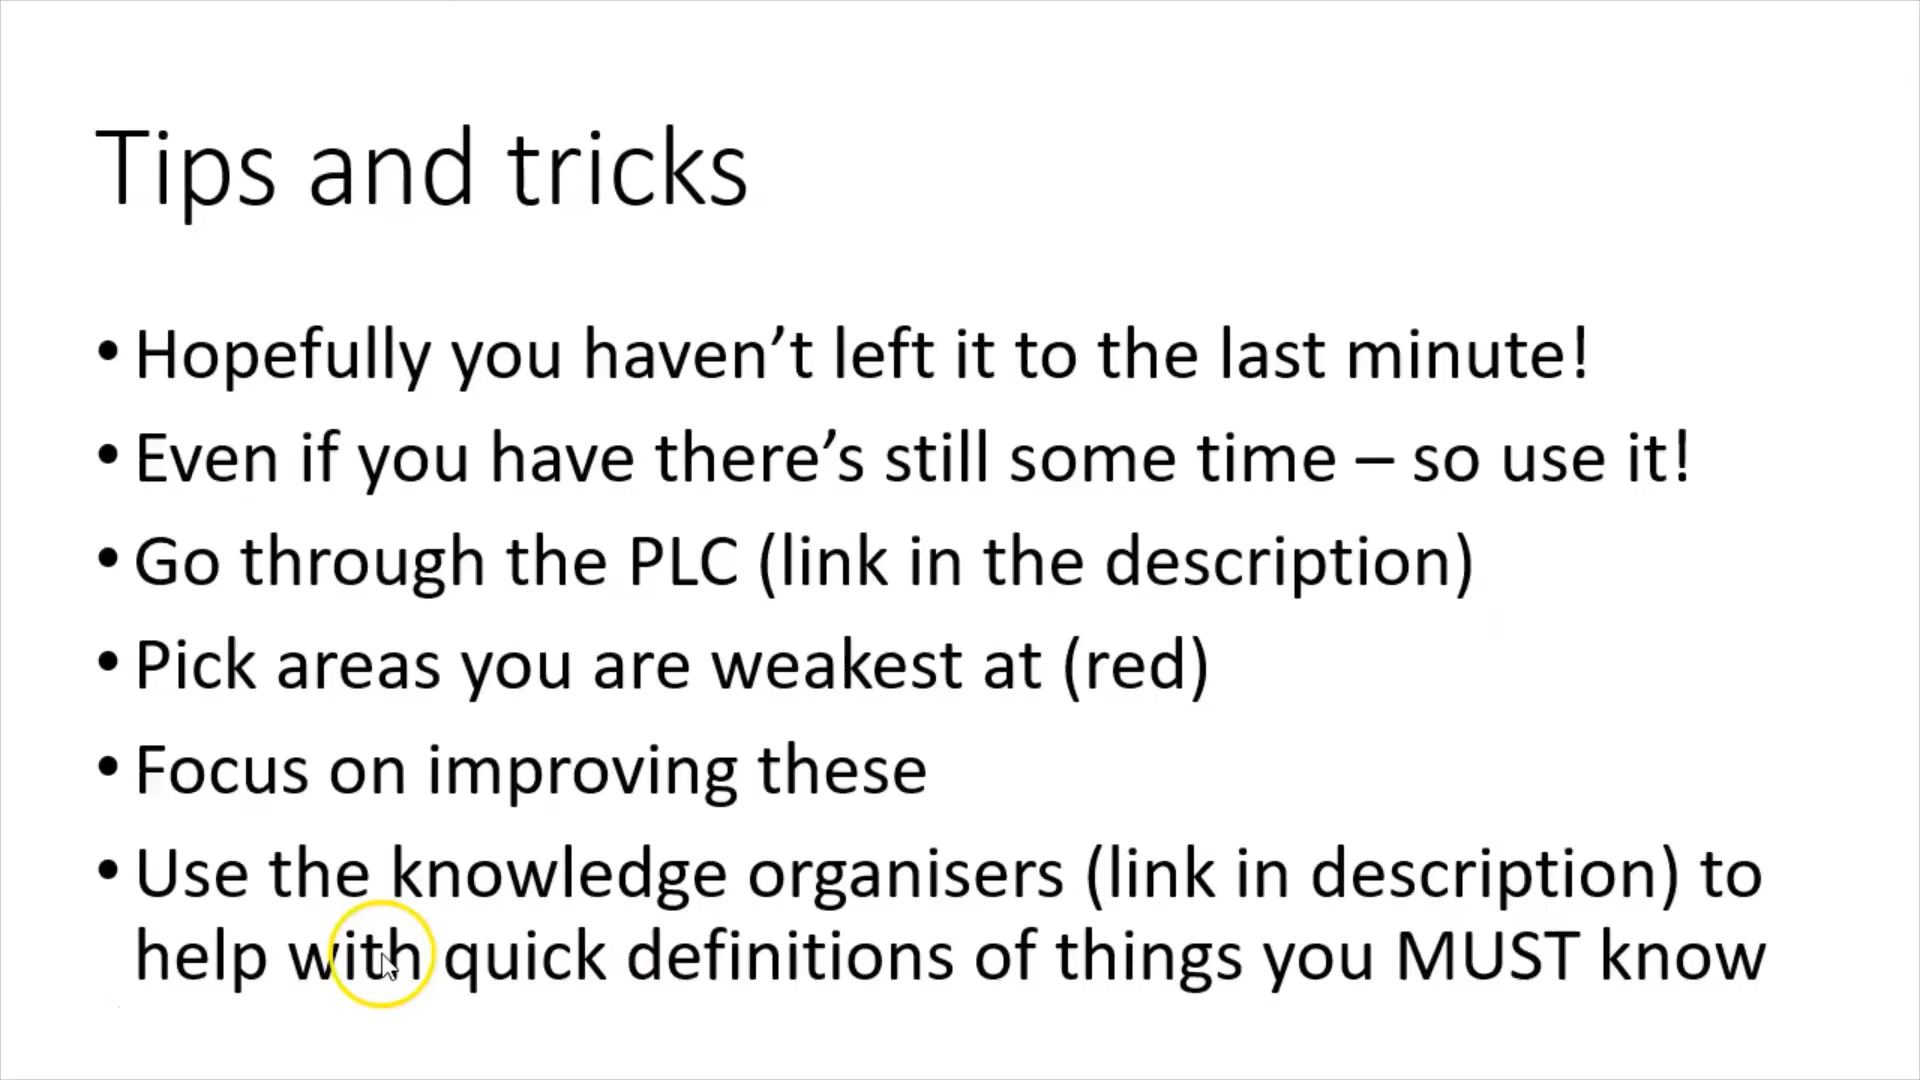 Tips and tricks
• Hopefully you haven’t left it to the last minute!
• Even if you have there’s still some time – so use it!
• Go through the PLC (link in the description)
• Pick areas you are weakest at (red)
• Focus on improving these
• Use the knowledge organisers (link in description) to
help with quick definitions of things you MUST know